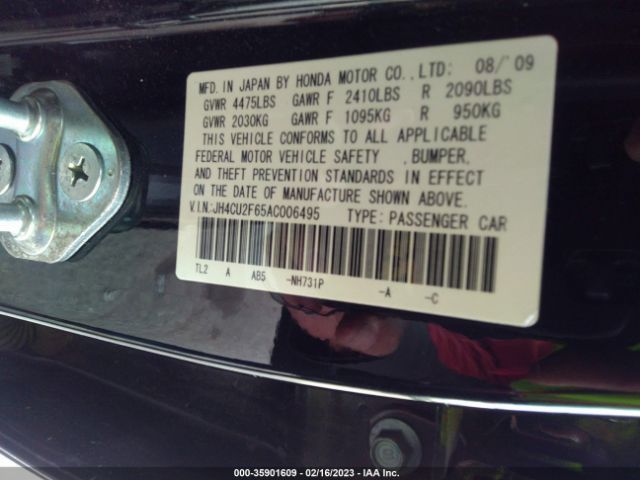 MFD. IN JAPAN BY HONDA MOTOR CO., LTD: 08/'09
GVWR 4475LBS GAWR F 2410LBS R 2090LBS
GVWR 2030KG GAWR F 1095KG R 950KG
THIS VEHICLE CONFORMS TO ALL APPLICABLE
FEDERAL MOTOR VEHICLE SAFETY ,BUMPER,
AND THEFT PREVENTION STANDARDS IN EFFECT
ON THE DATE OF MANUFACTURE SHOWN ABOVE.
V.I.N:JH4CU2F65AC006495 TYPE: PASSENGER CAR
TL2 A AB5 -NH731P -A -C
000-35901609 - 02/16/2023 - IAA Inc.